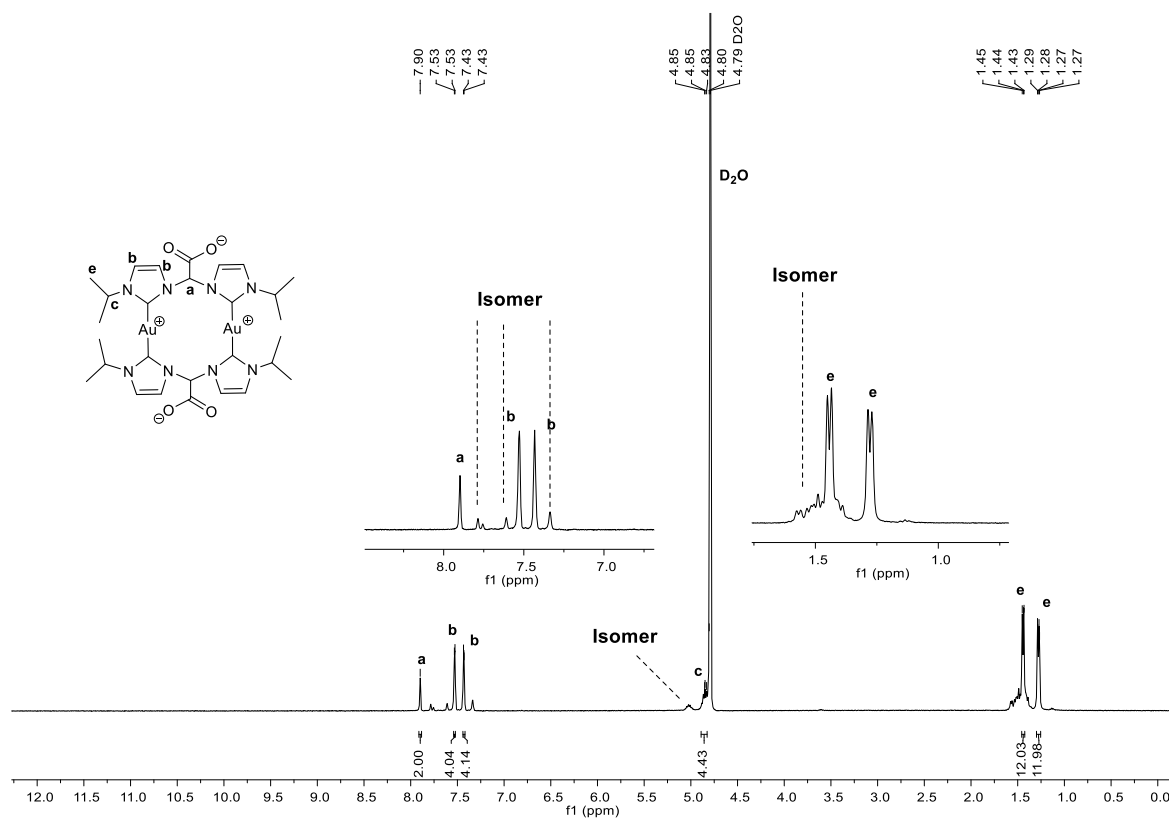 7.90
7.53
7.53
7.43
7.43
4.85
4.85
4.83
4.80
4.79 D2O
1.45
1.44
1.43
1.29
1.28
1.27
1.27
D2O
O
O ⊖
b
b
e
a
N
N
N
N
c
Au ⊕
Au ⊕
N
N
N
N
⊖ O
O
Isomer
a
b
b
8.0
7.5
7.0
f1 (ppm)
Isomer
e
e
1.5
1.0
f1 (ppm)
Isomer
a
b
b
c
e
e
2.00
4.04
4.14
4.43
12.03
11.98
12.0 11.5 11.0 10.5 10.0 9.5 9.0 8.5 8.0 7.5 7.0 6.5 6.0 5.5 5.0 4.5 4.0 3.5 3.0 2.5 2.0 1.5 1.0 0.5 0.0
f1 (ppm)